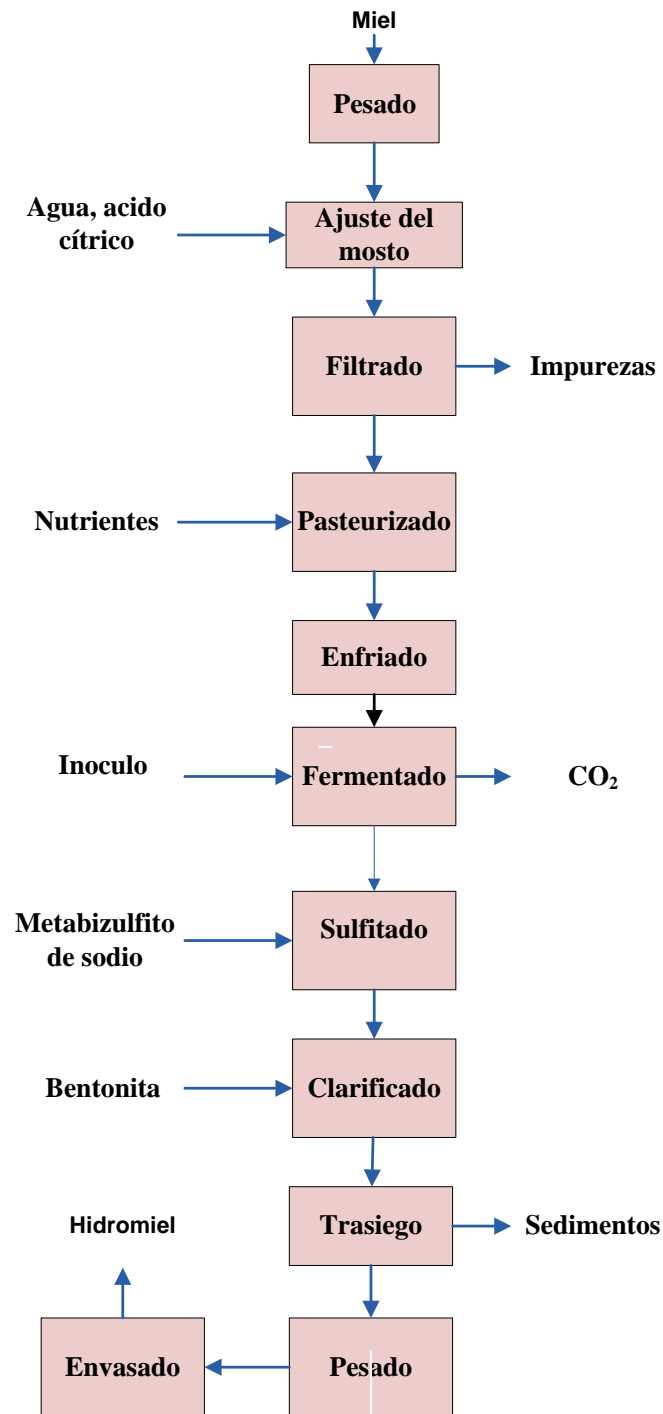 Miel
Pesado
Agua, acido
cítrico
Ajuste del
mosto
Filtrado
Impurezas
Nutrientes
Pasteurizado
Enfriado
Inoculo
Fermentado
CO₂
Metabizulfito
de sodio
Sulfitado
Bentonita
Clarificado
Trasiego
Sedimentos
Hidromiel
Envasado
Pesado